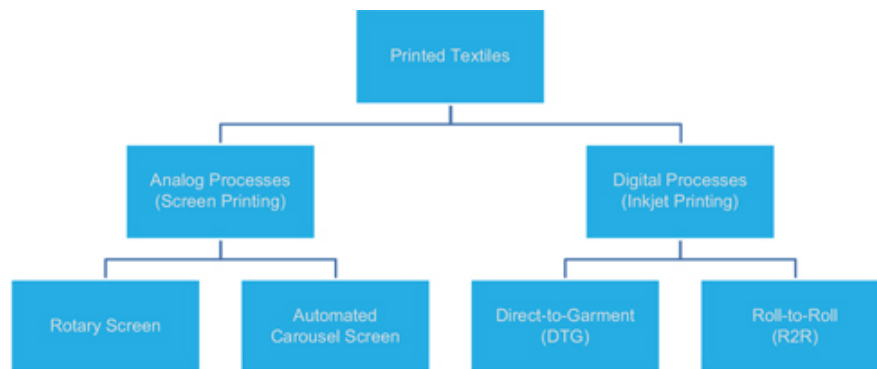 Printed Textiles
Analog Processes
(Screen Printing)
Digital Processes
(Inkjet Printing)
Rotary Screen
Automated
Carousel Screen
Direct-to-Garment
(DTG)
Roll-to-Roll
(R2R)